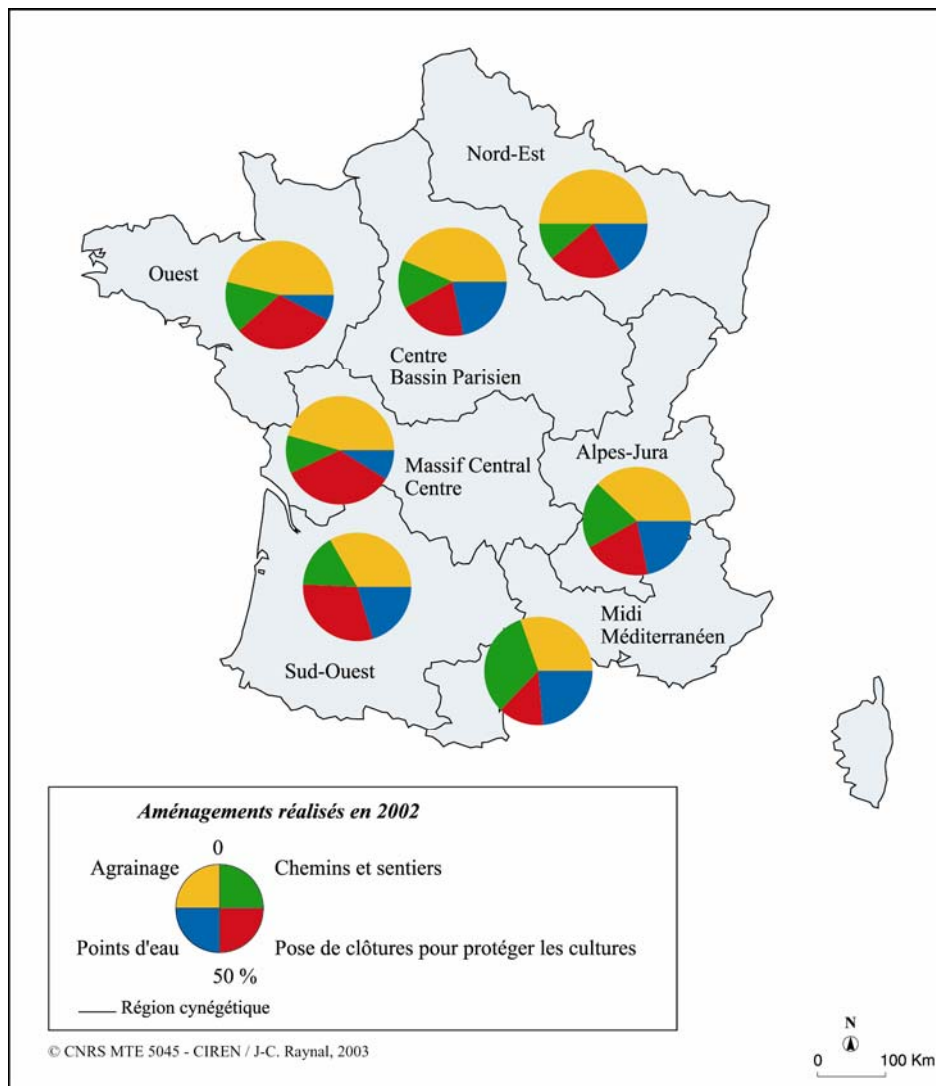 Nord-Est
Ouest
Centre
Bassin Parisien
Alpes-Jura
Massif Central
Centre
Midi
Méditerranéen
Sud-Ouest
Aménagements réalisés en 2002
0
Agrainage
Chemins et sentiers
Points d'eau
Pose de clôtures pour protéger les cultures
50 %
Région cynégétique
© CNRS MTE 5045 - CIREN / J-C. Raynal, 2003
N
0 100 Km